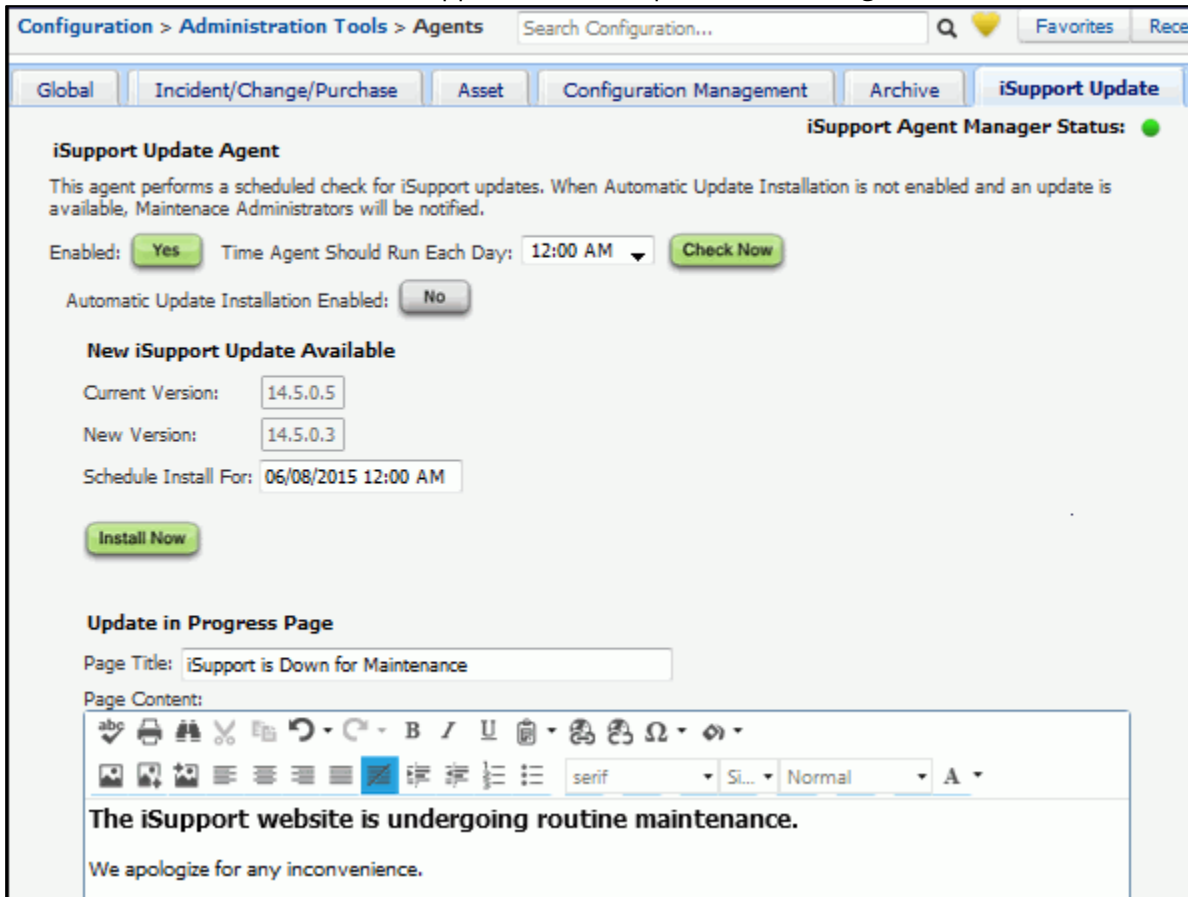 Configuration > Administration Tools > Agents Search Configuration... Favorites Rece
Global Incident/Change/Purchase Asset Configuration Management Archive iSupport Update
iSupport Agent Manager Status:
iSupport Update Agent
This agent performs a scheduled check for iSupport updates. When Automatic Update Installation is not enabled and an update is
available, Maintenace Administrators will be notified.
Enabled: Yes Time Agent Should Run Each Day: 12:00 AM Check Now
Automatic Update Installation Enabled: No
New iSupport Update Available
Current Version: 14.5.0.5
New Version: 14.5.0.3
Schedule Install For: 06/08/2015 12:00 AM
Install Now
Update in Progress Page
Page Title: iSupport is Down for Maintenance
Page Content:
abc B I U Ω
serif Si... Normal A
The iSupport website is undergoing routine maintenance.
We apologize for any inconvenience.